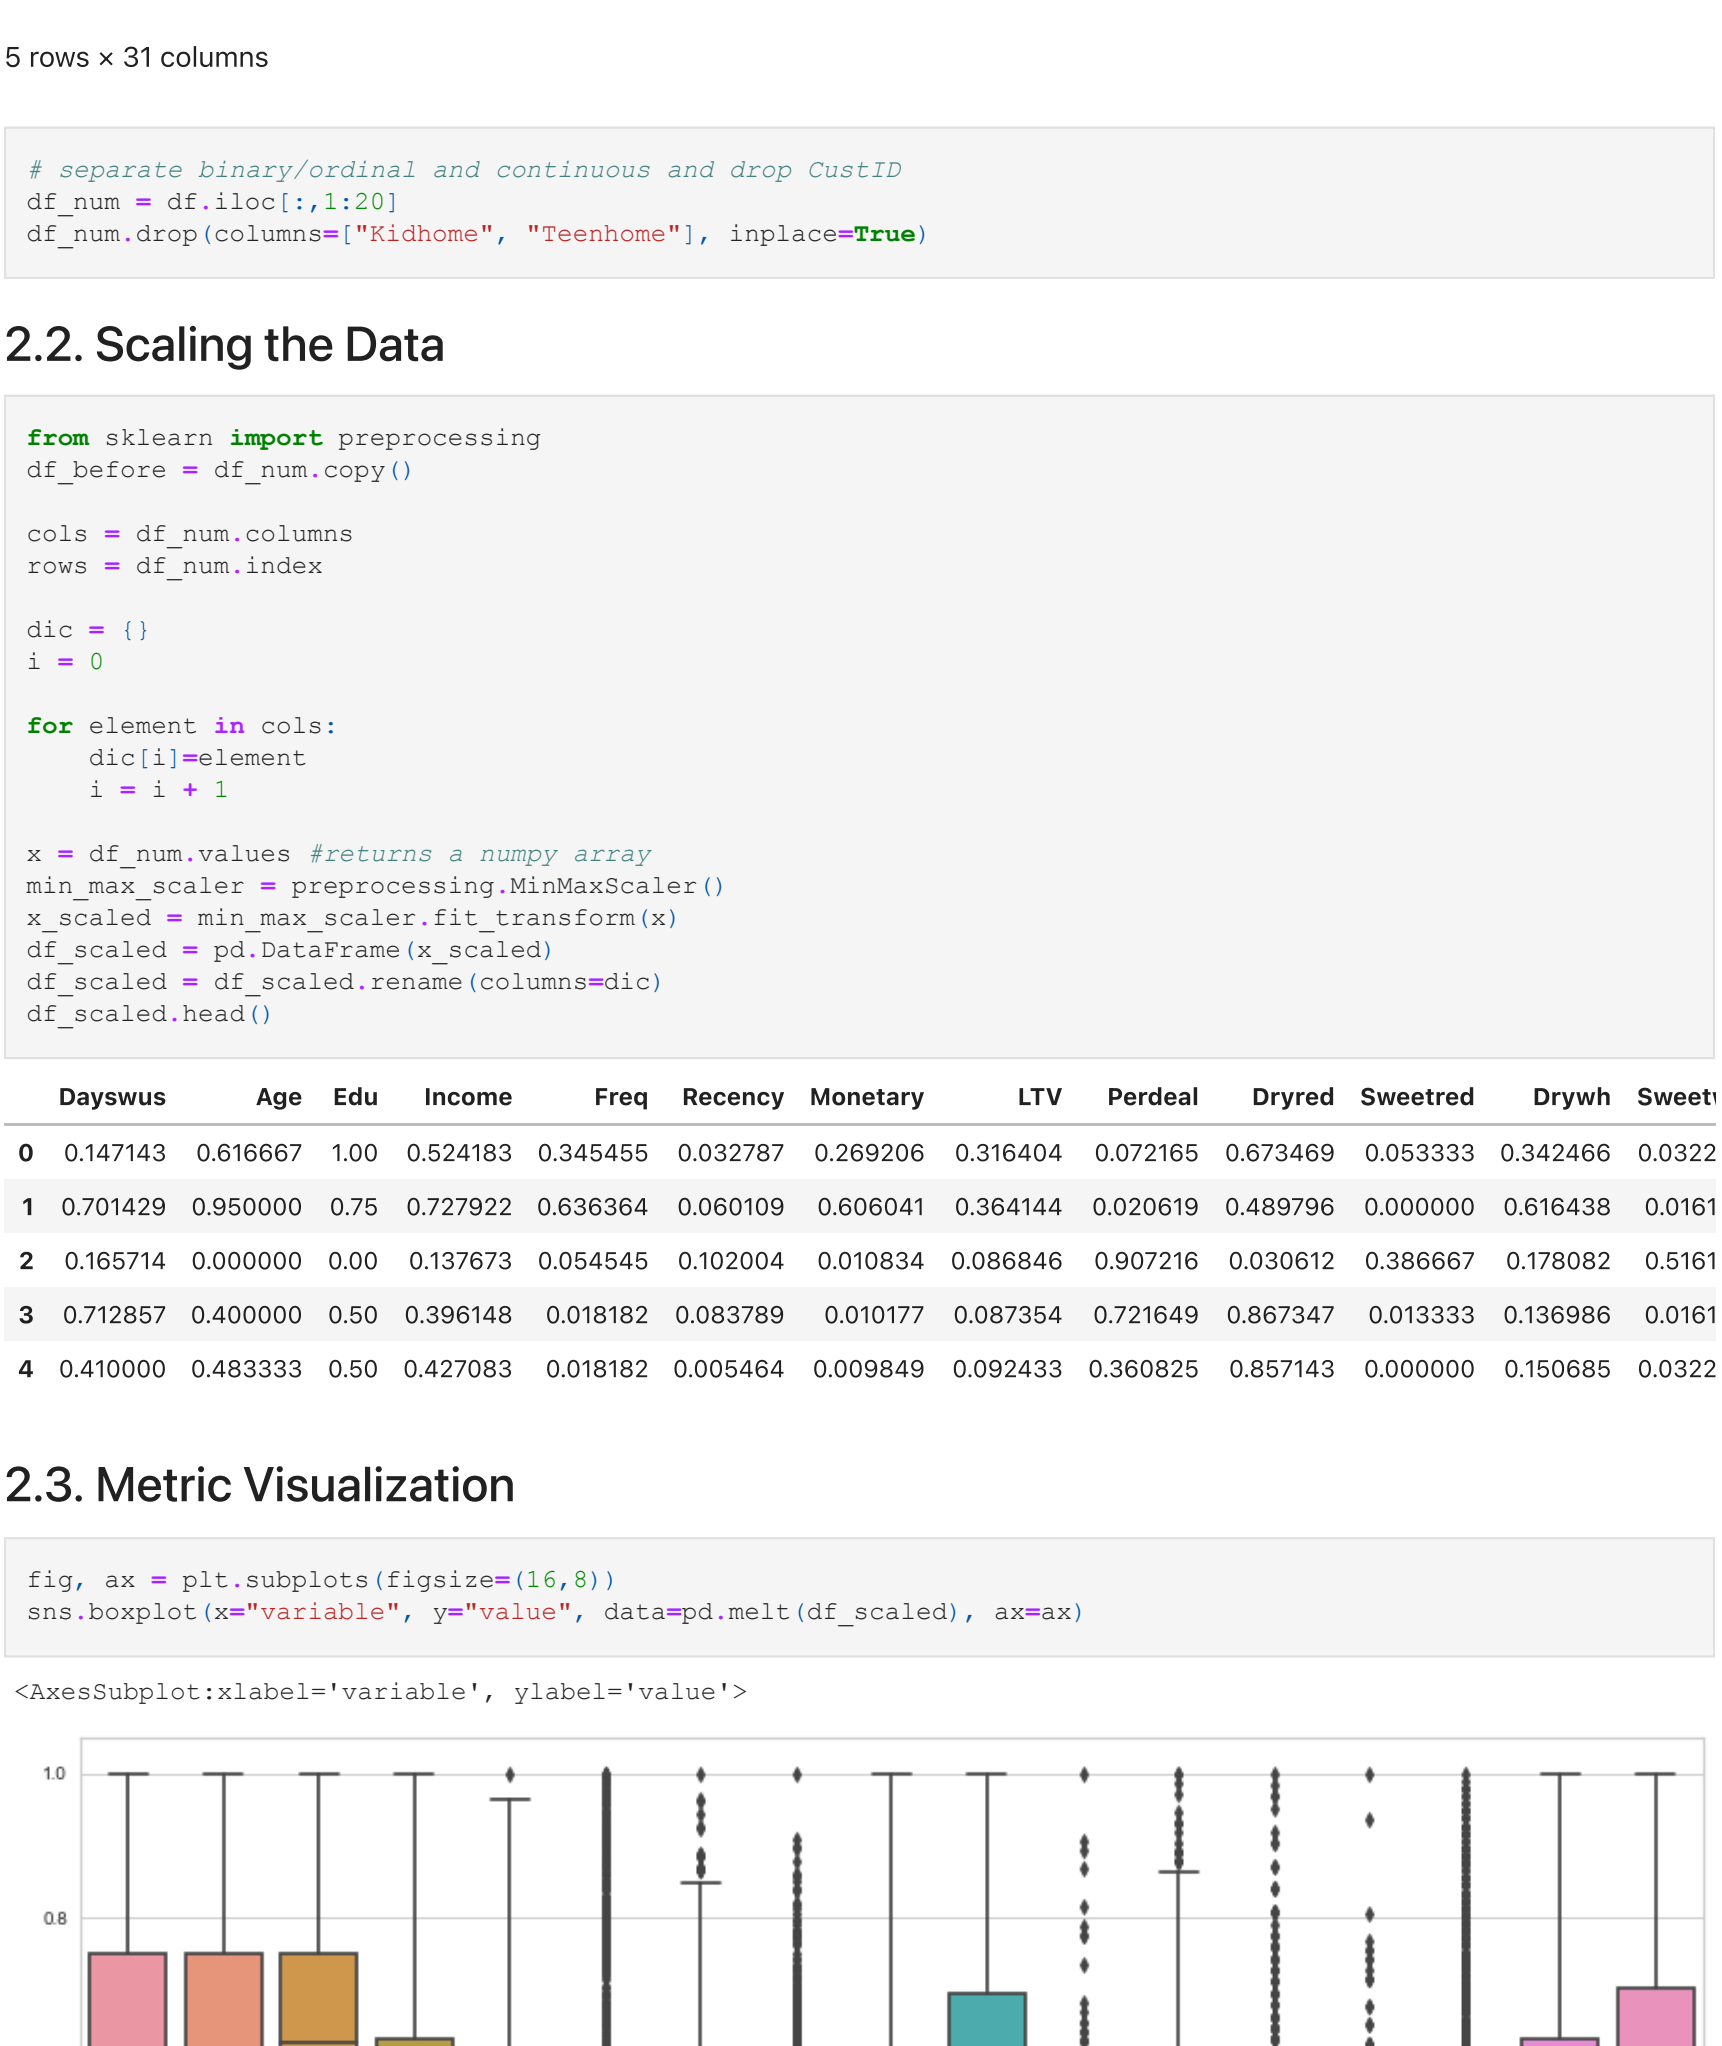 5 rows × 31 columns
# separate binary/ordinal and continuous and drop CustID
df_num = df.iloc[:,1:20]
df_num.drop(columns=["Kidhome", "Teenhome"], inplace=True)
2.2. Scaling the Data
from sklearn import preprocessing
df_before = df_num.copy()
cols = df_num.columns
rows = df_num.index
dic = {}
i = 0
for element in cols:
    dic[i]=element
    i = i + 1
x = df_num.values #returns a numpy array
min_max_scaler = preprocessing.MinMaxScaler()
x_scaled = min_max_scaler.fit_transform(x)
df_scaled = pd.DataFrame(x_scaled)
df_scaled = df_scaled.rename(columns=dic)
df_scaled.head()
Dayswus Age Edu Income Freq Recency Monetary LTV Perdeal Dryred Sweetred Drywh Sweet
0 0.147143 0.616667 1.00 0.524183 0.345455 0.032787 0.269206 0.316404 0.072165 0.673469 0.053333 0.342466 0.0322
1 0.701429 0.950000 0.75 0.727922 0.636364 0.060109 0.606041 0.364144 0.020619 0.489796 0.000000 0.616438 0.0161
2 0.165714 0.000000 0.00 0.137673 0.054545 0.102004 0.010834 0.086846 0.907216 0.030612 0.386667 0.178082 0.5161
3 0.712857 0.400000 0.50 0.396148 0.018182 0.083789 0.010177 0.087354 0.721649 0.867347 0.013333 0.136986 0.0161
4 0.410000 0.483333 0.50 0.427083 0.018182 0.005464 0.009849 0.092433 0.360825 0.857143 0.000000 0.150685 0.0322
2.3. Metric Visualization
fig, ax = plt.subplots(figsize=(16,8))
sns.boxplot(x="variable", y="value", data=pd.melt(df_scaled), ax=ax)
<AxesSubplot:xlabel='variable', ylabel='value'>
1.0
0.8